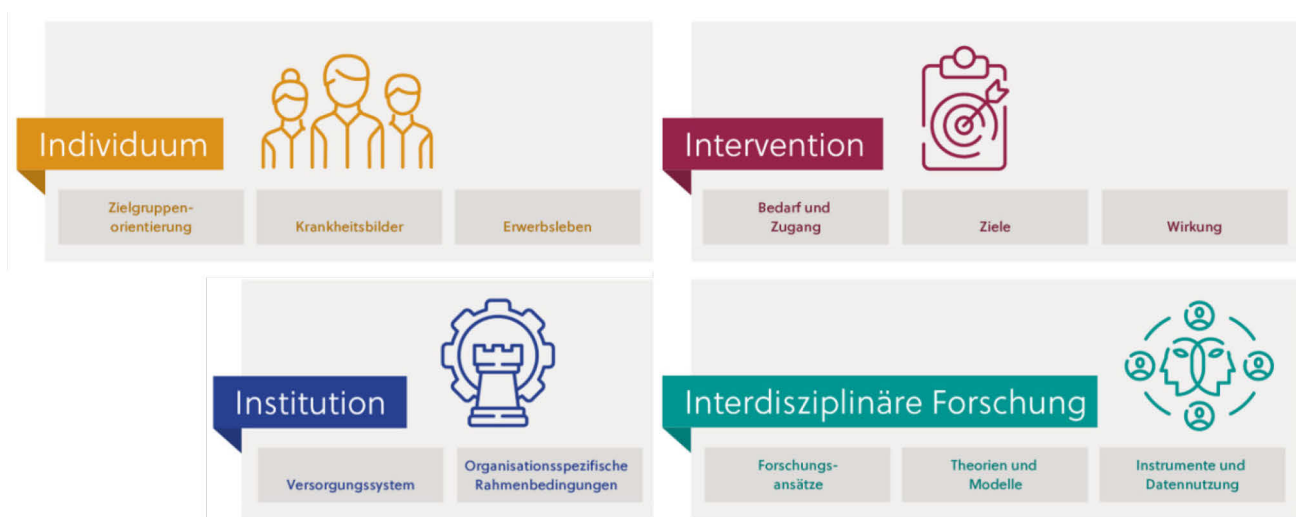 Individuum
Zielgruppen-
orientierung
Krankheitsbilder
Erwerbsleben
Intervention
Bedarf und
Zugang
Ziele
Wirkung
Institution
Versorgungssystem
Organisationsspezifische
Rahmenbedingungen
Interdisziplinäre Forschung
Forschungs-
ansätze
Theorien und
Modelle
Instrumente und
Datennutzung